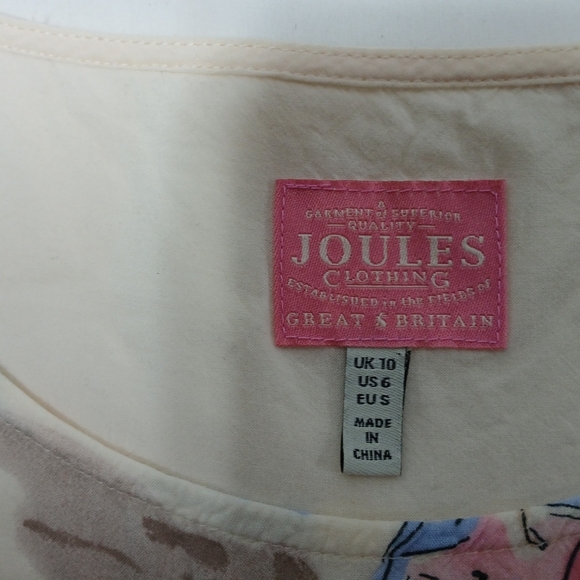 A
GARMENT of SUPERIOR
QUALITY
JOULES
CLOTHING
ESTABLISHED in the FIELDS of
GREAT & BRITAIN
UK 10
US 6
EU S
MADE
IN
CHINA